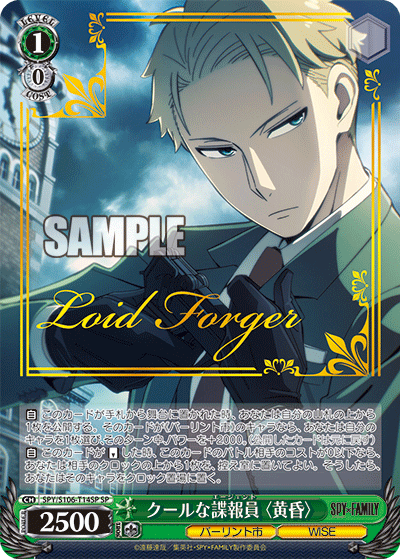 LEVEL
1
0
COST
SAMPLE
Loid Forger
自 このカードが手札から舞台に置かれた時、あなたは自分の山札の上から
1枚を公開する。そのカードが《バーリント市》のキャラなら、あなたは自分の
キャラを1枚選び、そのターン中、パワーを+2000。(公開したカードは元に戻す)
自 このカードが した時、このカードのバトル相手のコストが0以下なら、
あなたは相手のクロックの上から1枚を、控え室に置いてよい。そうしたら、
あなたはそのキャラをクロック置場に置く。
CH SPY/S106-T14SP SP
エージェント
2500 クールな諜報員〈黄昏〉 SPY×FAMILY
バーリント市 WISE
©遠藤達哉/集英社・SPY×FAMILY製作委員会